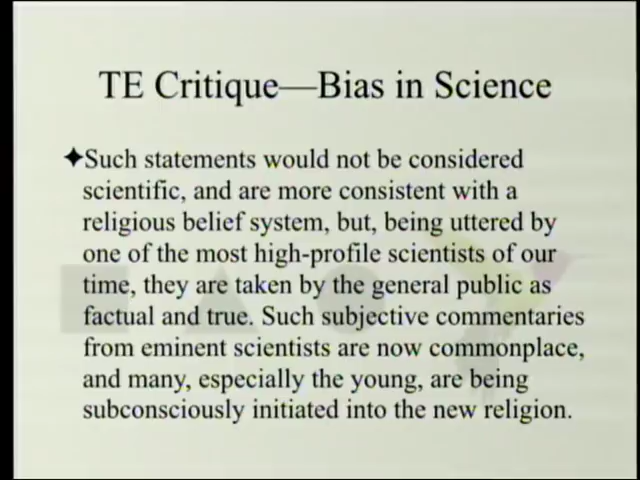 TE Critique—Bias in Science
✦Such statements would not be considered
scientific, and are more consistent with a
religious belief system, but, being uttered by
one of the most high-profile scientists of our
time, they are taken by the general public as
factual and true. Such subjective commentaries
from eminent scientists are now commonplace,
and many, especially the young, are being
subconsciously initiated into the new religion.